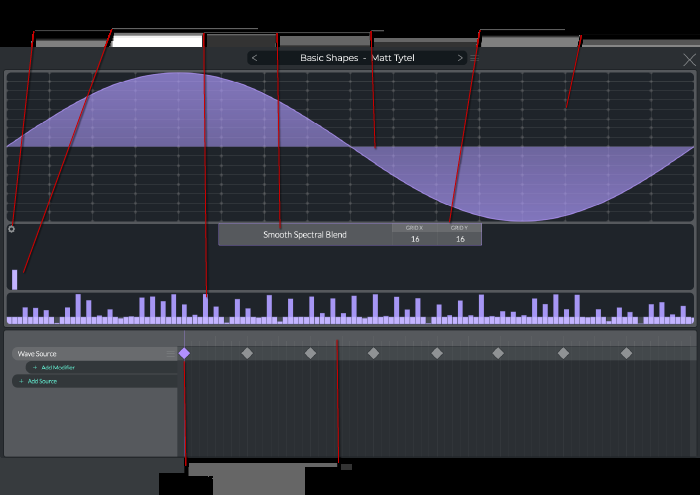 < Basic Shapes - Matt Tytel >
Smooth Spectral Blend
GRID X GRID Y
16 16
Wave Source
+ Add Modifier
+ Add Source